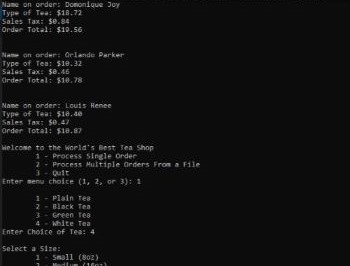 Name on order: Domonique Joy
Type of Tea: $18.72
Sales Tax: $0.84
Order Total: $19.56
Name on order: Orlando Parker
Type of Tea: $10.32
Sales Tax: $0.46
Order Total: $10.78
Name on order: Louis Renee
Type of Tea: $10.40
Sales Tax: $0.47
Order Total: $10.87
Welcome to the World's Best Tea Shop
1 - Process Single Order
2 - Process Multiple Orders From a File
3 - Quit
Enter menu choice (1, 2, or 3): 1
1 - Plain Tea
2 - Black Tea
3 - Green Tea
4 - White Tea
Enter Choice of Tea: 4
Select a Size:
1 - Small (8oz)
2 - Medium (16oz)